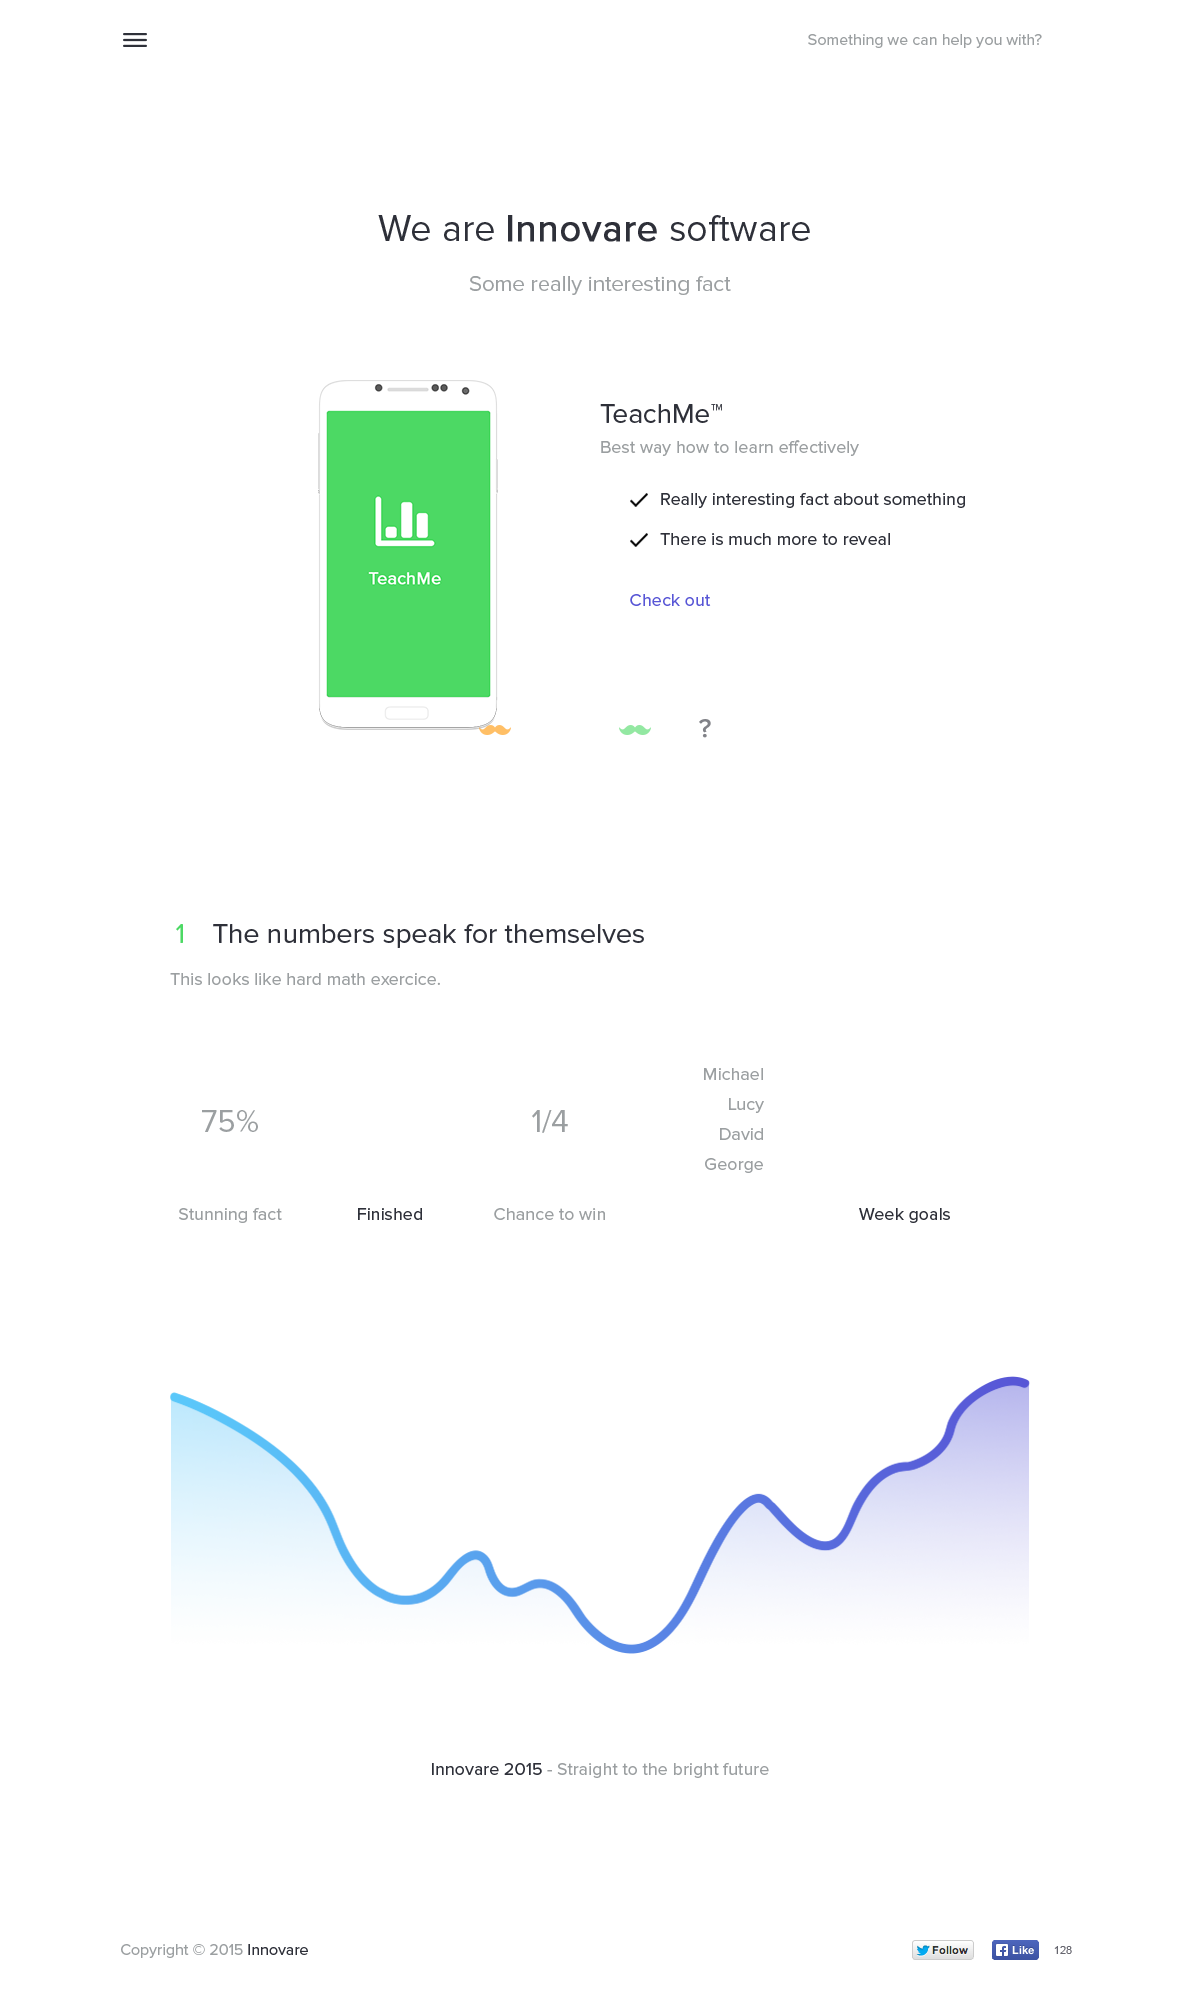 Something we can help you with?
We are Innovare software
Some really interesting fact
TeachMe™
Best way how to learn effectively
Really interesting fact about something
There is much more to reveal
TeachMe
Check out
?
1 The numbers speak for themselves
This looks like hard math exercice.
75%
1/4
Michael
Lucy
David
George
Stunning fact
Finished
Chance to win
Week goals
Innovare 2015 - Straight to the bright future
Copyright © 2015 Innovare
Follow
Like
128